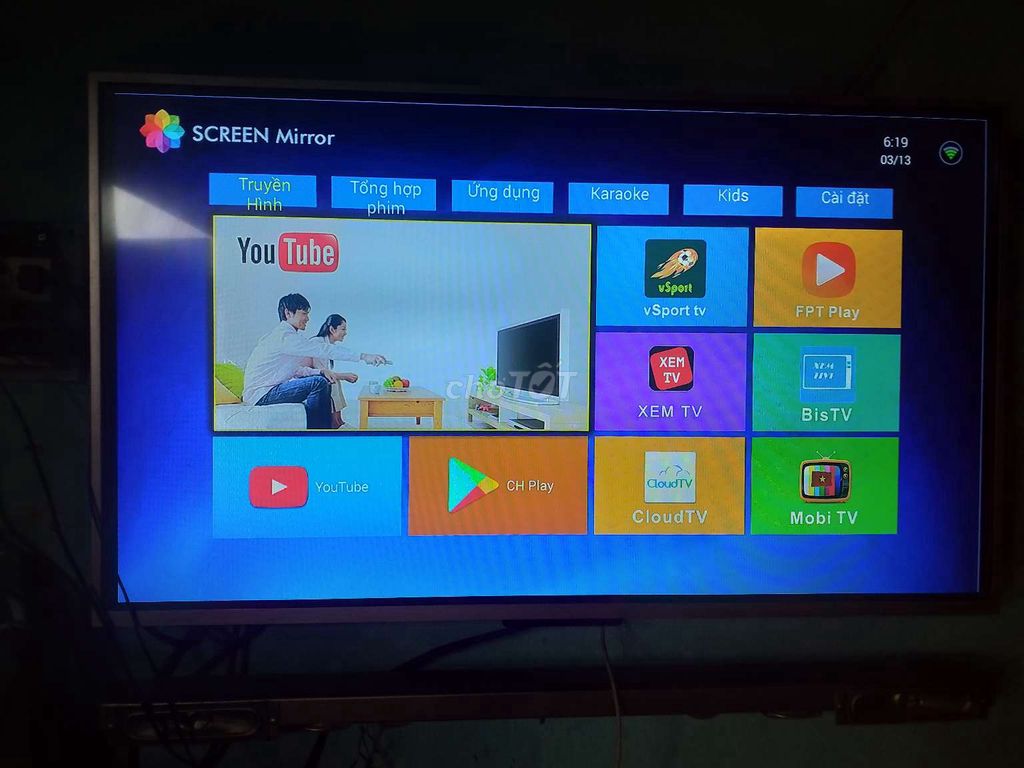 SCREEN Mirror
6:19
03/13
Truyền
Hình
Tổng hợp
phim
Ứng dụng
Karaoke
Kids
Cài đặt
YouTube
vSport
vSport tv
FPT Play
XEM
TV
XEM TV
BisTV
chợTỐT
YouTube
CH Play
CloudTV
CloudTV
Mobi TV